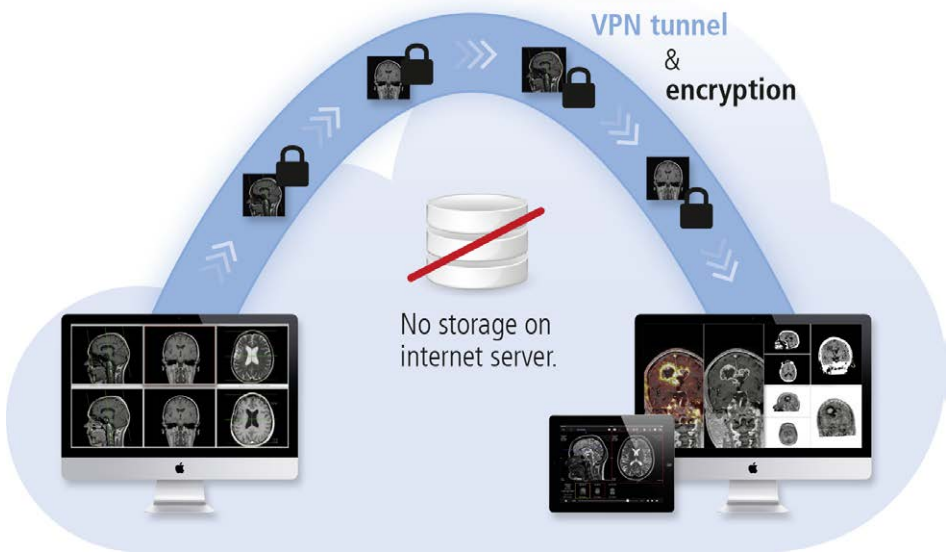 VPN tunnel
&
encryption
No storage on
internet server.